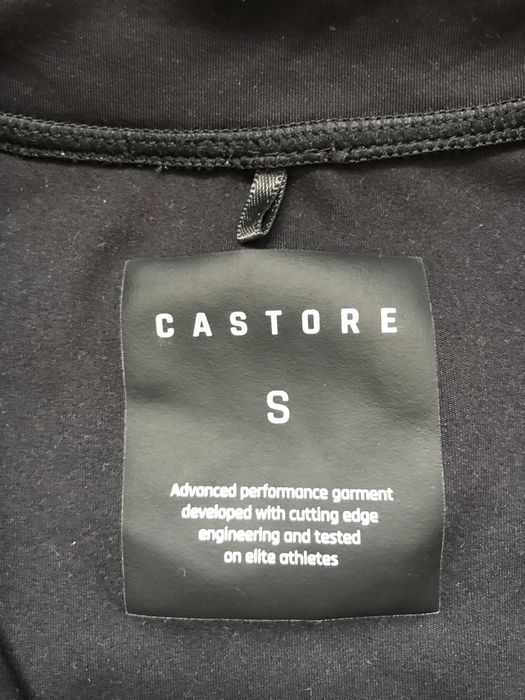 CASTORE
S
Advanced performance garment
developed with cutting edge
engineering and tested
on elite athletes